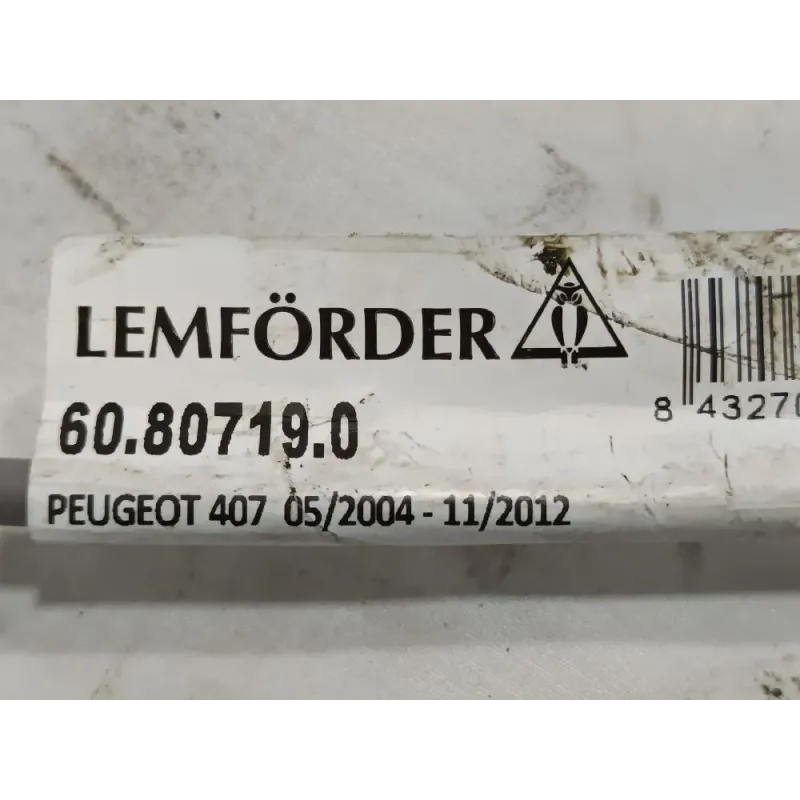 LEMFÖRDER
60.80719.0
8 43270
PEUGEOT 407 05/2004 - 11/2012